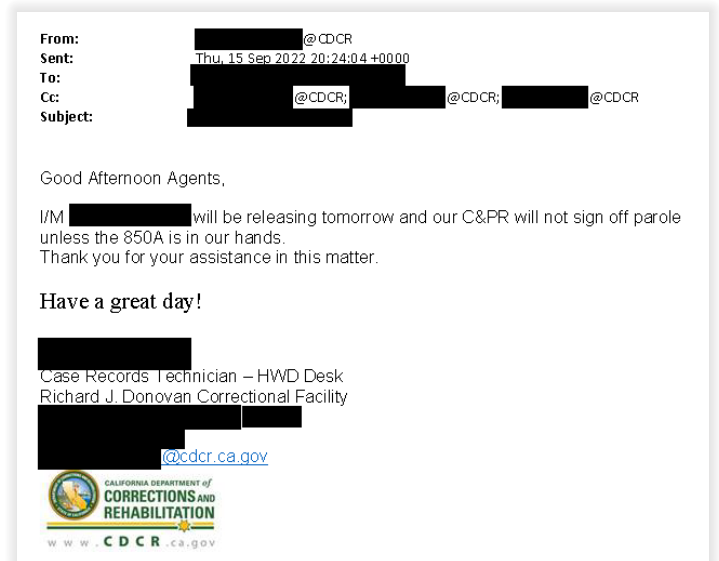 From: @CDCR
Sent: Thu, 15 Sep 2022 20:24:04 +0000
To:
Cc: @CDCR; @CDCR; @CDCR
Subject:
Good Afternoon Agents,
I/M will be releasing tomorrow and our C&PR will not sign off parole
unless the 850A is in our hands.
Thank you for your assistance in this matter.
Have a great day!
Case Records Technician – HWD Desk
Richard J. Donovan Correctional Facility
@cdcr.ca.gov
CALIFORNIA DEPARTMENT of
CORRECTIONS AND
REHABILITATION
www.CDCR.ca.gov